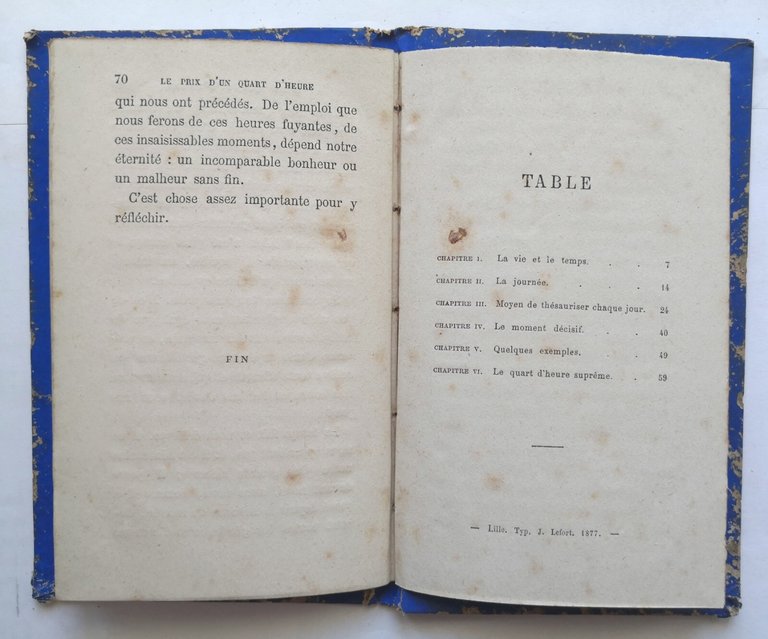 70 LE PRIX D'UN QUART D'HEURE
qui nous ont précédés. De l'emploi que
nous ferons de ces heures fuyantes, de
ces insaisissables moments, dépend notre
éternité : un incomparable bonheur ou
un malheur sans fin.
C'est chose assez importante pour y
réfléchir.
FIN
TABLE
CHAPITRE I. La vie et le temps. . . 7
CHAPITRE II. La journée. . . . 14
CHAPITRE III. Moyen de thésauriser chaque jour. 24
CHAPITRE IV. Le moment décisif. . . 40
CHAPITRE V. Quelques exemples. . . 49
CHAPITRE VI. Le quart d'heure suprême. . . 59
— Lille. Typ. J. Lefort. 1877. —